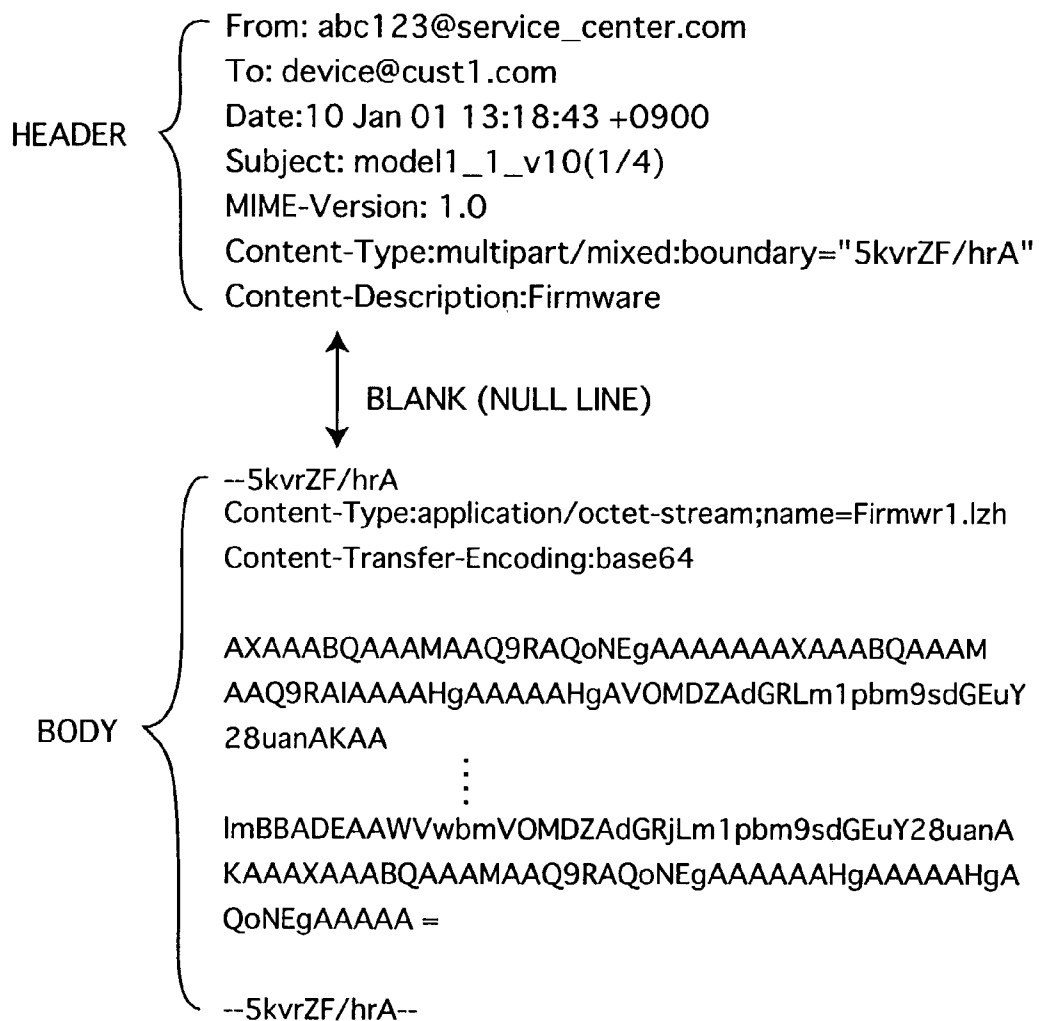 HEADER
From: abc123@service_center.com
To: device@cust1.com
Date:10 Jan 01 13:18:43 +0900
Subject: model1_1_v10(1/4)
MIME-Version: 1.0
Content-Type:multipart/mixed:boundary="5kvrZF/hrA"
Content-Description:Firmware
BLANK (NULL LINE)
BODY
--5kvrZF/hrA
Content-Type:application/octet-stream;name=Firmwr1.lzh
Content-Transfer-Encoding:base64
AXAAABQAAAMAAQ9RAQoNEgAAAAAAAXAAABQAAAM
AAQ9RAIAAAAHgAAAAAHgAVOMDZAdGRLm1pbm9sdGEuY
28uanAKAA
⋮
ImBBADEAAWVwbmVOMDZAdGRjLm1pbm9sdGEuY28uanA
KAAAXAAABQAAAMAAQ9RAQoNEgAAAAAAHgAAAAAHgA
QoNEgAAAAA =
--5kvrZF/hrA--